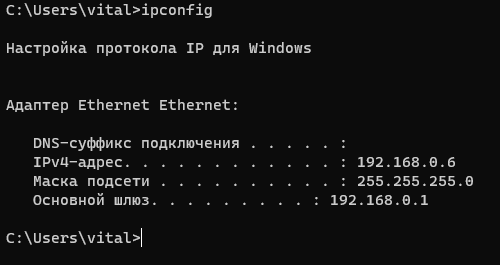 C:\Users\vital>ipconfig
Настройка протокола IP для Windows
Адаптер Ethernet Ethernet:
DNS-суффикс подключения . . . . . :
IPv4-адрес. . . . . . . . . . . . : 192.168.0.6
Маска подсети . . . . . . . . . . : 255.255.255.0
Основной шлюз. . . . . . . . . : 192.168.0.1
C:\Users\vital>